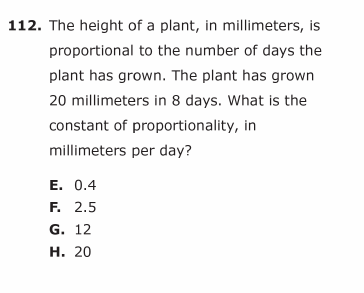 112. The height of a plant, in millimeters, is
proportional to the number of days the
plant has grown. The plant has grown
20 millimeters in 8 days. What is the
constant of proportionality, in
millimeters per day?
E. 0.4
F. 2.5
G. 12
H. 20